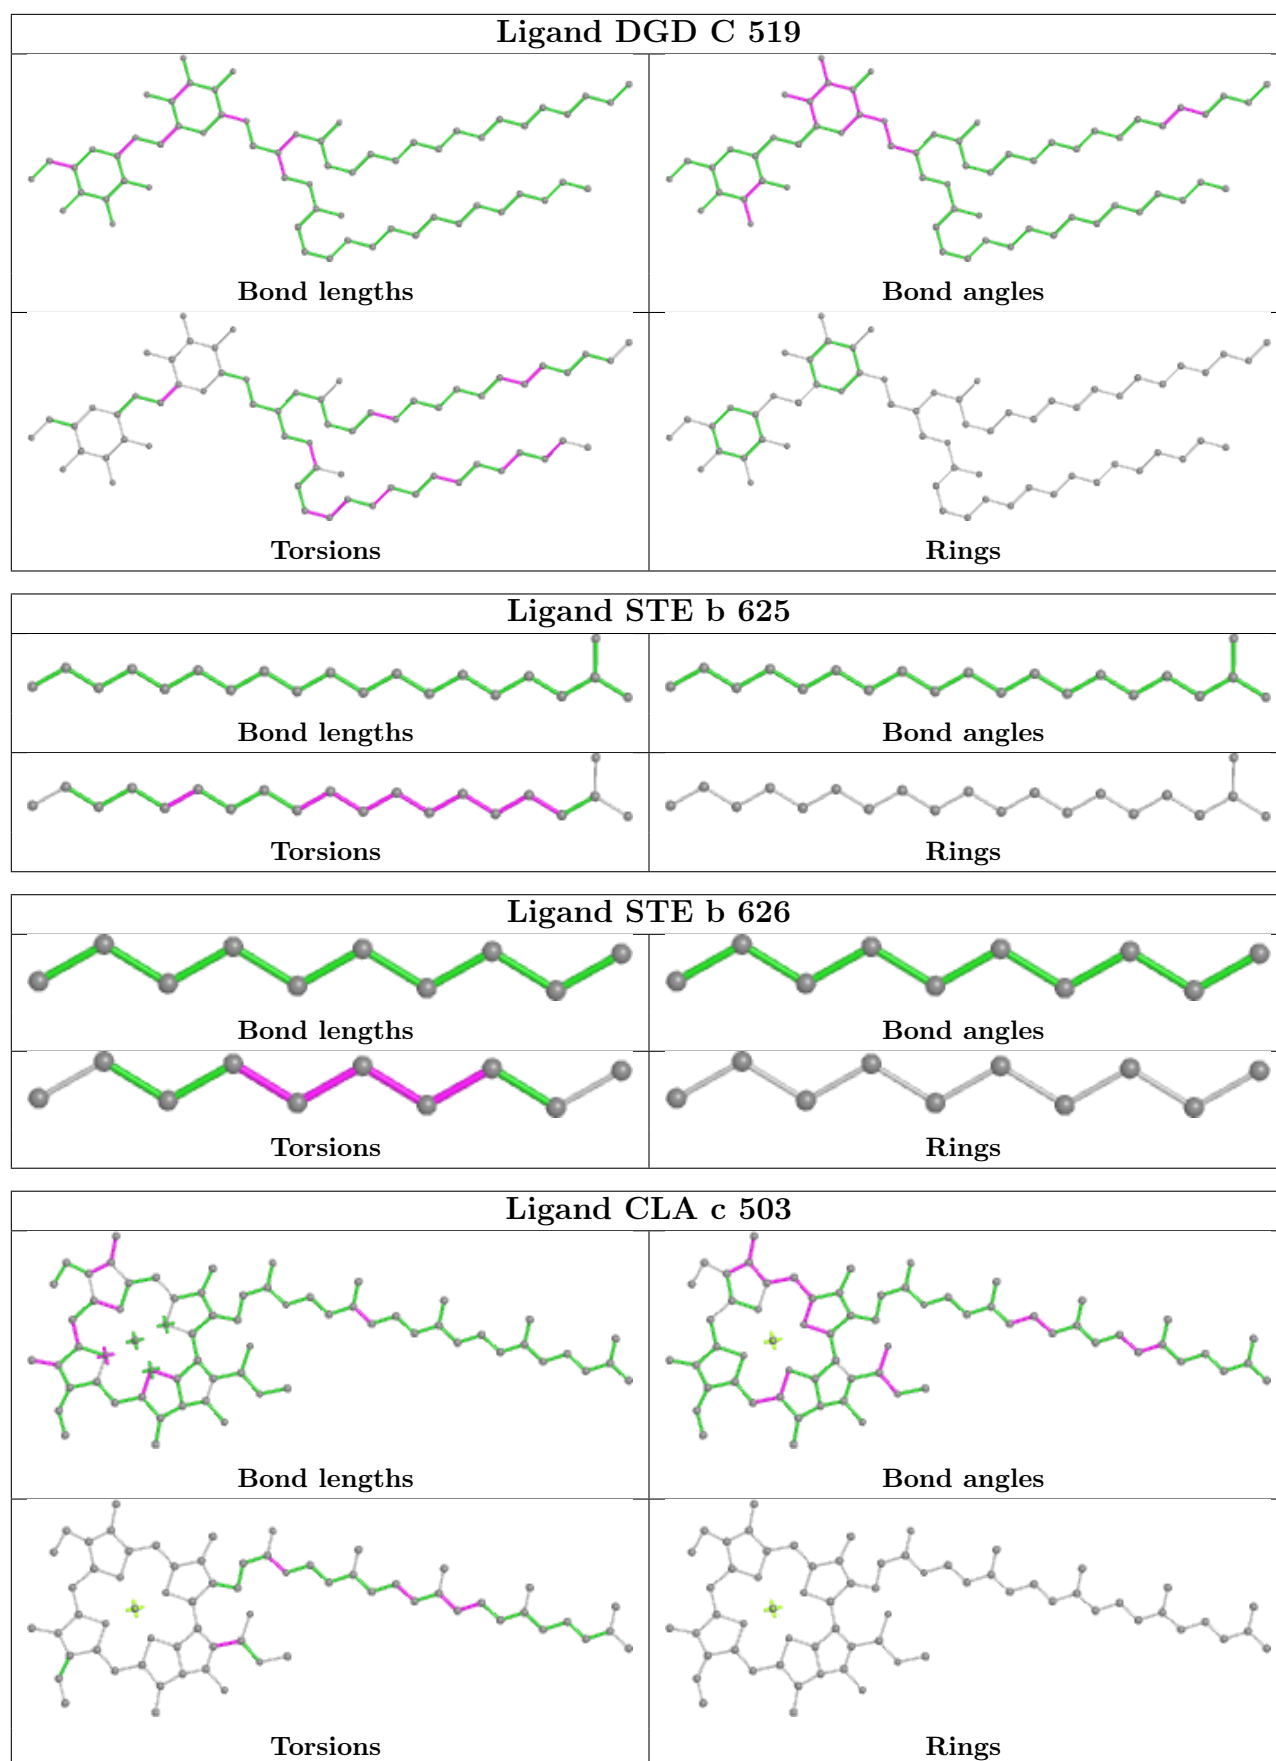 Ligand DGD C 519
Bond lengths
Bond angles
Torsions
Rings
Ligand STE b 625
Bond lengths
Bond angles
Torsions
Rings
Ligand STE b 626
Bond lengths
Bond angles
Torsions
Rings
Ligand CLA c 503
Bond lengths
Bond angles
Torsions
Rings